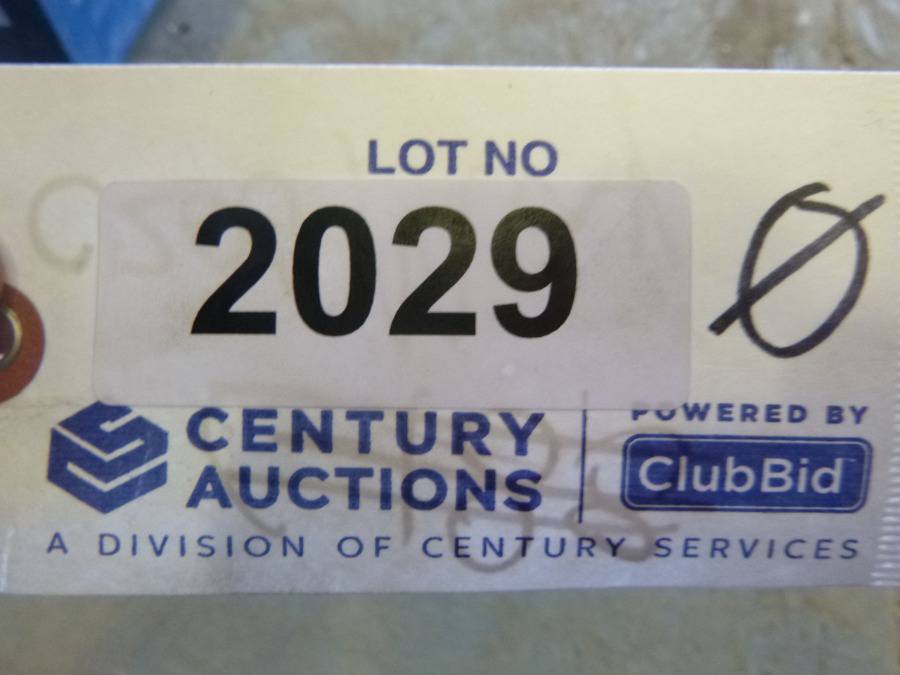 LOT NO
2029 Ø
CENTURY
AUCTIONS
POWERED BY
ClubBid
A DIVISION OF CENTURY SERVICES